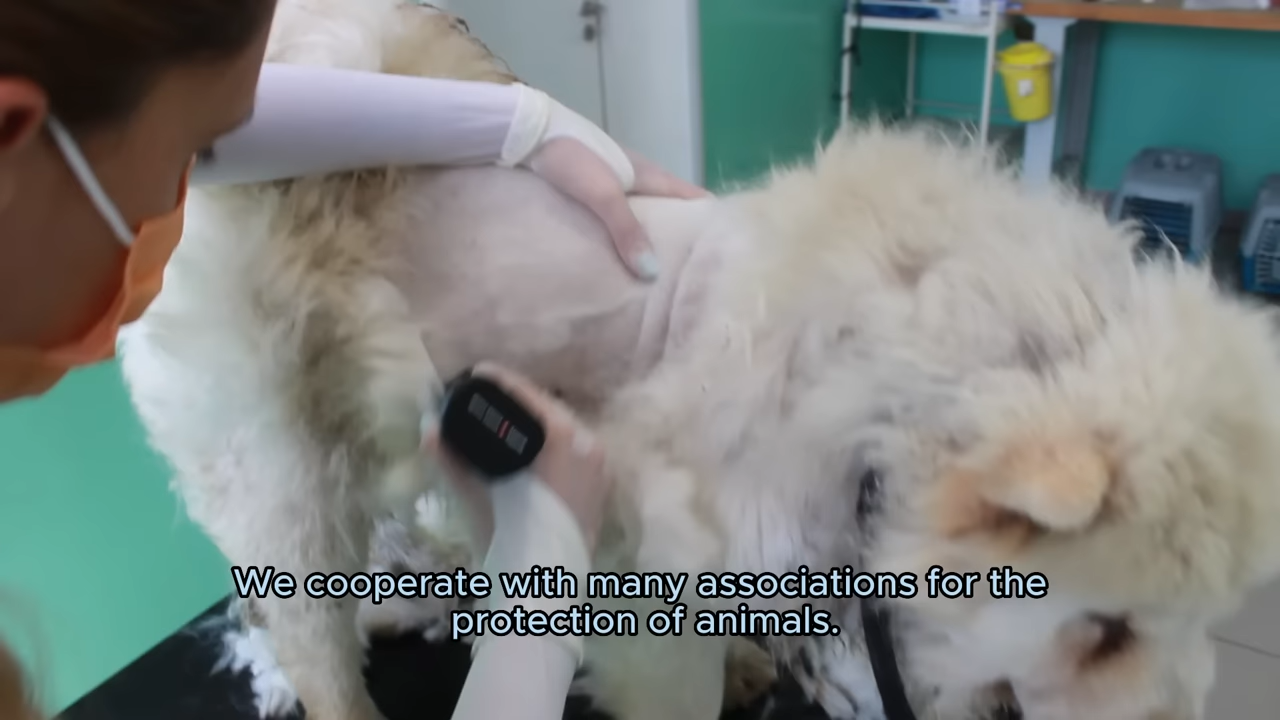 We cooperate with many associations for the
protection of animals.